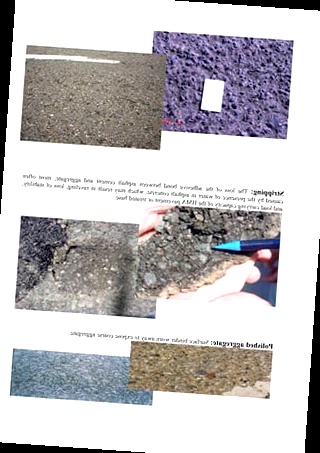 Stripping: The loss of the adhesive bond between asphalt cement and aggregate, most often
caused by the presence of water in asphalt concrete, which may result in raveling, loss of stability,
and load carrying capacity of the HMA pavement or treated base.
Polished aggregate: Surface binder worn away to expose coarse aggregate.